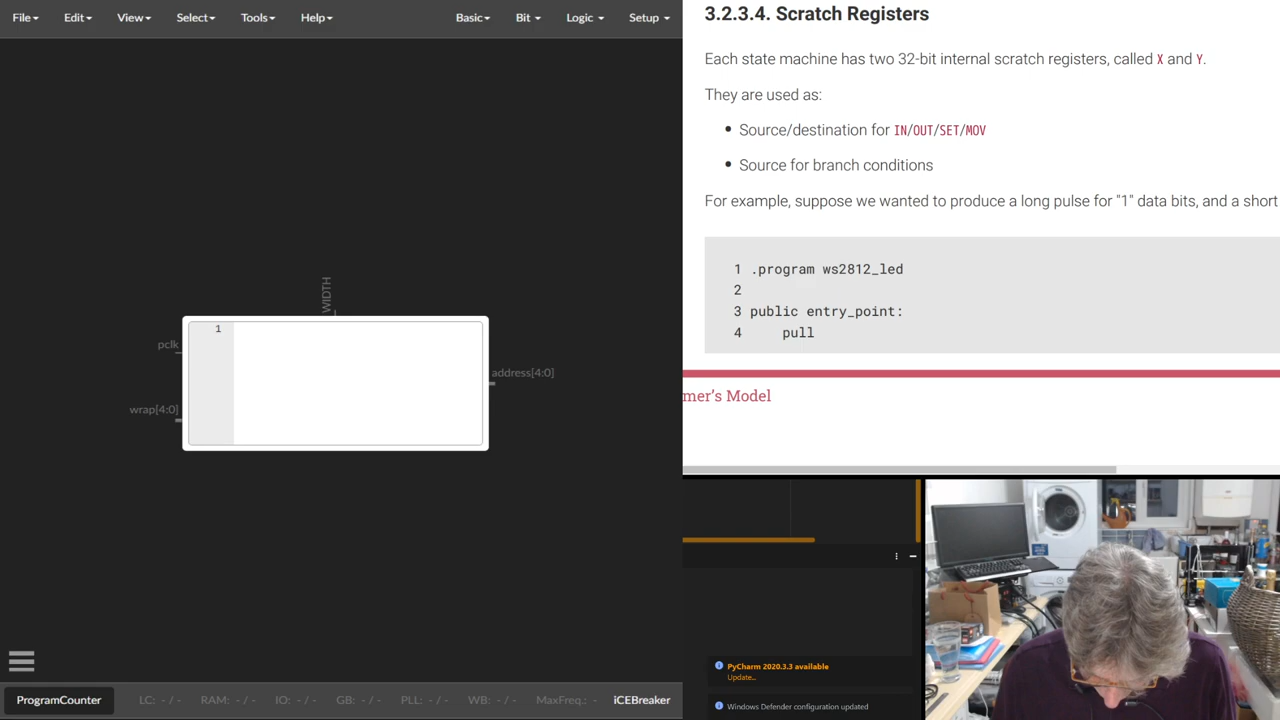 File Edit View Select Tools Help Basic Bit Logic Setup
WIDTH
1
pclk
address[4:0]
wrap[4:0]
ProgramCounter LC: - / - RAM: - / - IO: - / - GB: - / - PLL: - / - WB: - / - MaxFreq.: - / - iCEBreaker
3.2.3.4. Scratch Registers
Each state machine has two 32-bit internal scratch registers, called X and Y.
They are used as:
• Source/destination for IN/OUT/SET/MOV
• Source for branch conditions
For example, suppose we wanted to produce a long pulse for "1" data bits, and a short
1 .program ws2812_led
2
3 public entry_point:
4 pull
mer's Model
PyCharm 2020.3.3 available
Update...
Windows Defender configuration updated